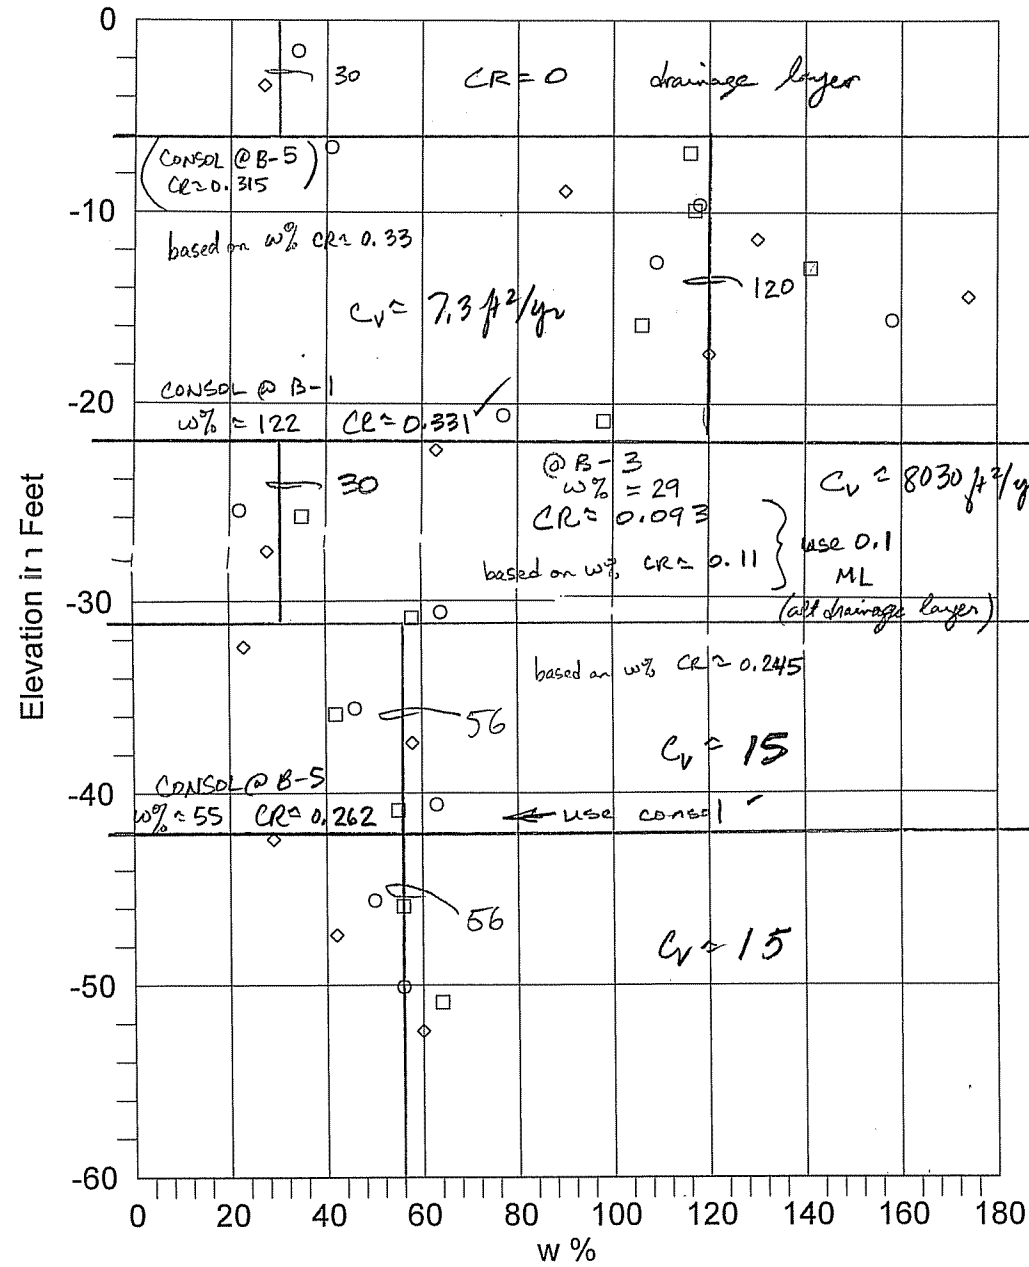 0
30 CR = 0 drainage layer
(CONSOL @ B-5)
CR≈0.315
-10
based on w% CR≈ 0.33
120
Cv ≈ 7.3 ft²/yr
CONSOL @ B-1
-20
w% = 122 CR ≈ 0.331 ✓
30
@ B-3
w% = 29
CR ≈ 0.093
Cv ≈ 8030 ft²/y
based on w% CR ≈ 0.11 } use 0.1
ML
-30
(alt drainage layer)
based on w% CR ≈ 0.245
56
Cv ≈ 15
CONSOL @ B-5
-40
w% ≈ 55 CR≈ 0.262 ← use consol ✓
56
Cv ≈ 15
-50
-60
0 20 40 60 80 100 120 140 160 180
w %
Elevation in Feet